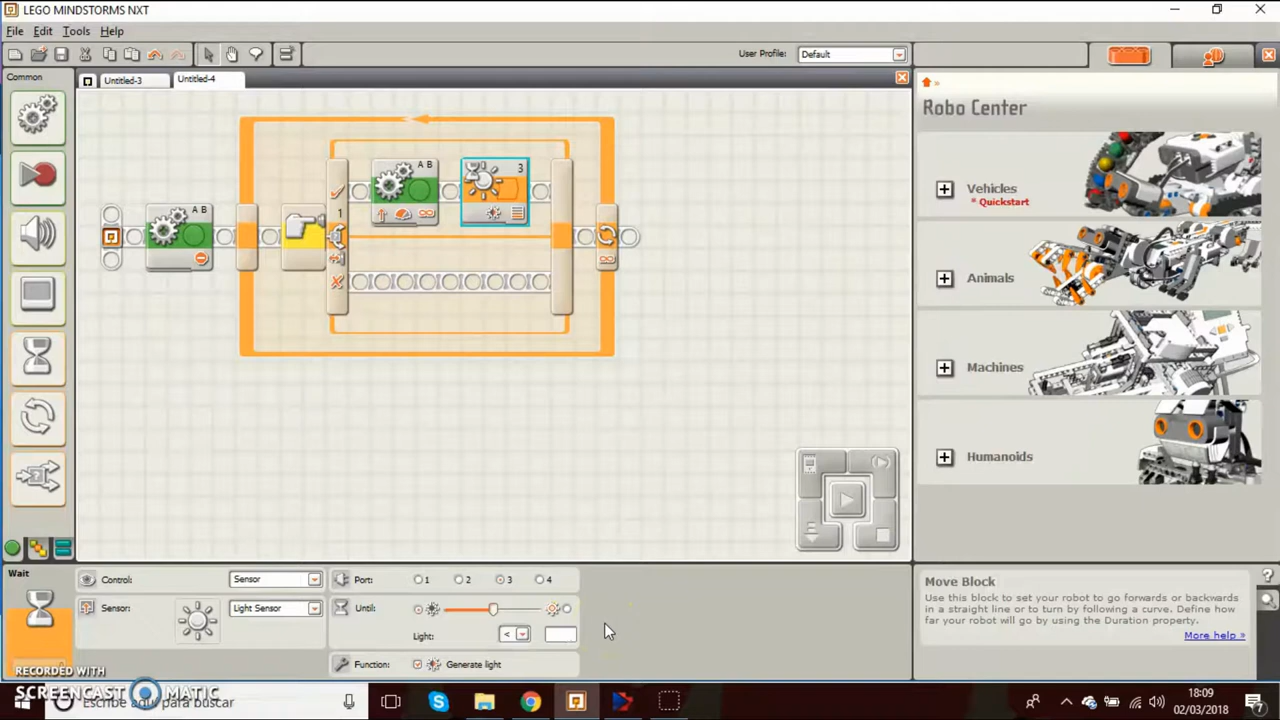 LEGO MINDSTORMS NXT
File Edit Tools Help
User Profile: Default
Common
Untitled-3 Untitled-4
A B
1
A B
3
Robo Center
Vehicles
* Quickstart
Animals
Machines
Humanoids
Wait
Control: Sensor
Sensor: Light Sensor
Port: 1 2 3 4
Until:
Light: <
Function: Generate light
Move Block
Use this block to set your robot to go forwards or backwards
in a straight line or to turn by following a curve. Define how
far your robot will go by using the Duration property.
More help »
RECORDED WITH
SCREENCAST MATIC
Escribe aquí para buscar
18:09
02/03/2018
7